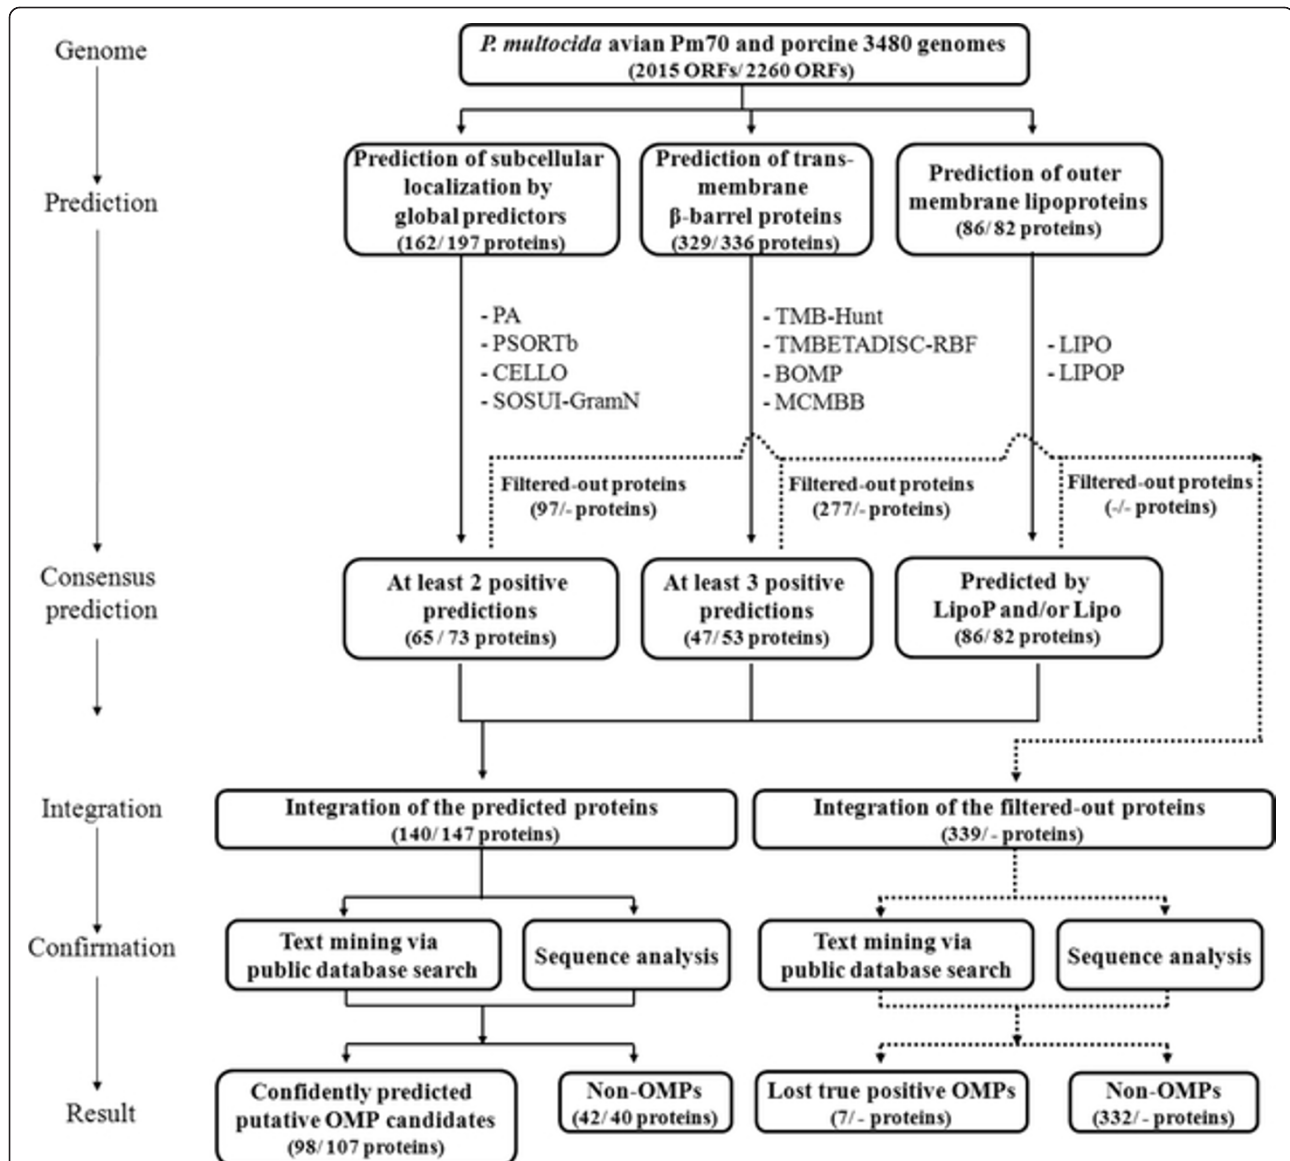 Genome
P. multocida avian Pm70 and porcine 3480 genomes
(2015 ORFs/2260 ORFs)
Prediction
Prediction of subcellular
localization by
global predictors
(162/197 proteins)
Prediction of trans-
membrane
β-barrel proteins
(329/336 proteins)
Prediction of outer
membrane lipoproteins
(86/82 proteins)
- PA
- PSORTb
- CELLO
- SOSUI-GramN
- TMB-Hunt
- TMBETADISC-RBF
- BOMP
- MCMBB
- LIPO
- LIPOP
Filtered-out proteins
(97/- proteins)
Filtered-out proteins
(277/- proteins)
Filtered-out proteins
(-/- proteins)
Consensus
prediction
At least 2 positive
predictions
(65/73 proteins)
At least 3 positive
predictions
(47/53 proteins)
Predicted by
LipoP and/or Lipo
(86/82 proteins)
Integration
Integration of the predicted proteins
(140/147 proteins)
Integration of the filtered-out proteins
(339/- proteins)
Confirmation
Text mining via
public database search
Sequence analysis
Text mining via
public database search
Sequence analysis
Result
Confidently predicted
putative OMP candidates
(98/107 proteins)
Non-OMPs
(42/40 proteins)
Lost true positive OMPs
(7/- proteins)
Non-OMPs
(332/- proteins)